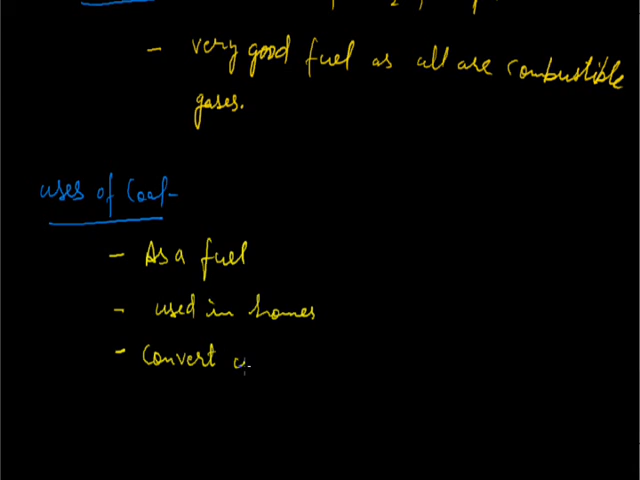 - very good fuel as all are combustible
gases.
uses of Coal-
- As a fuel
- used in homes
- Convert